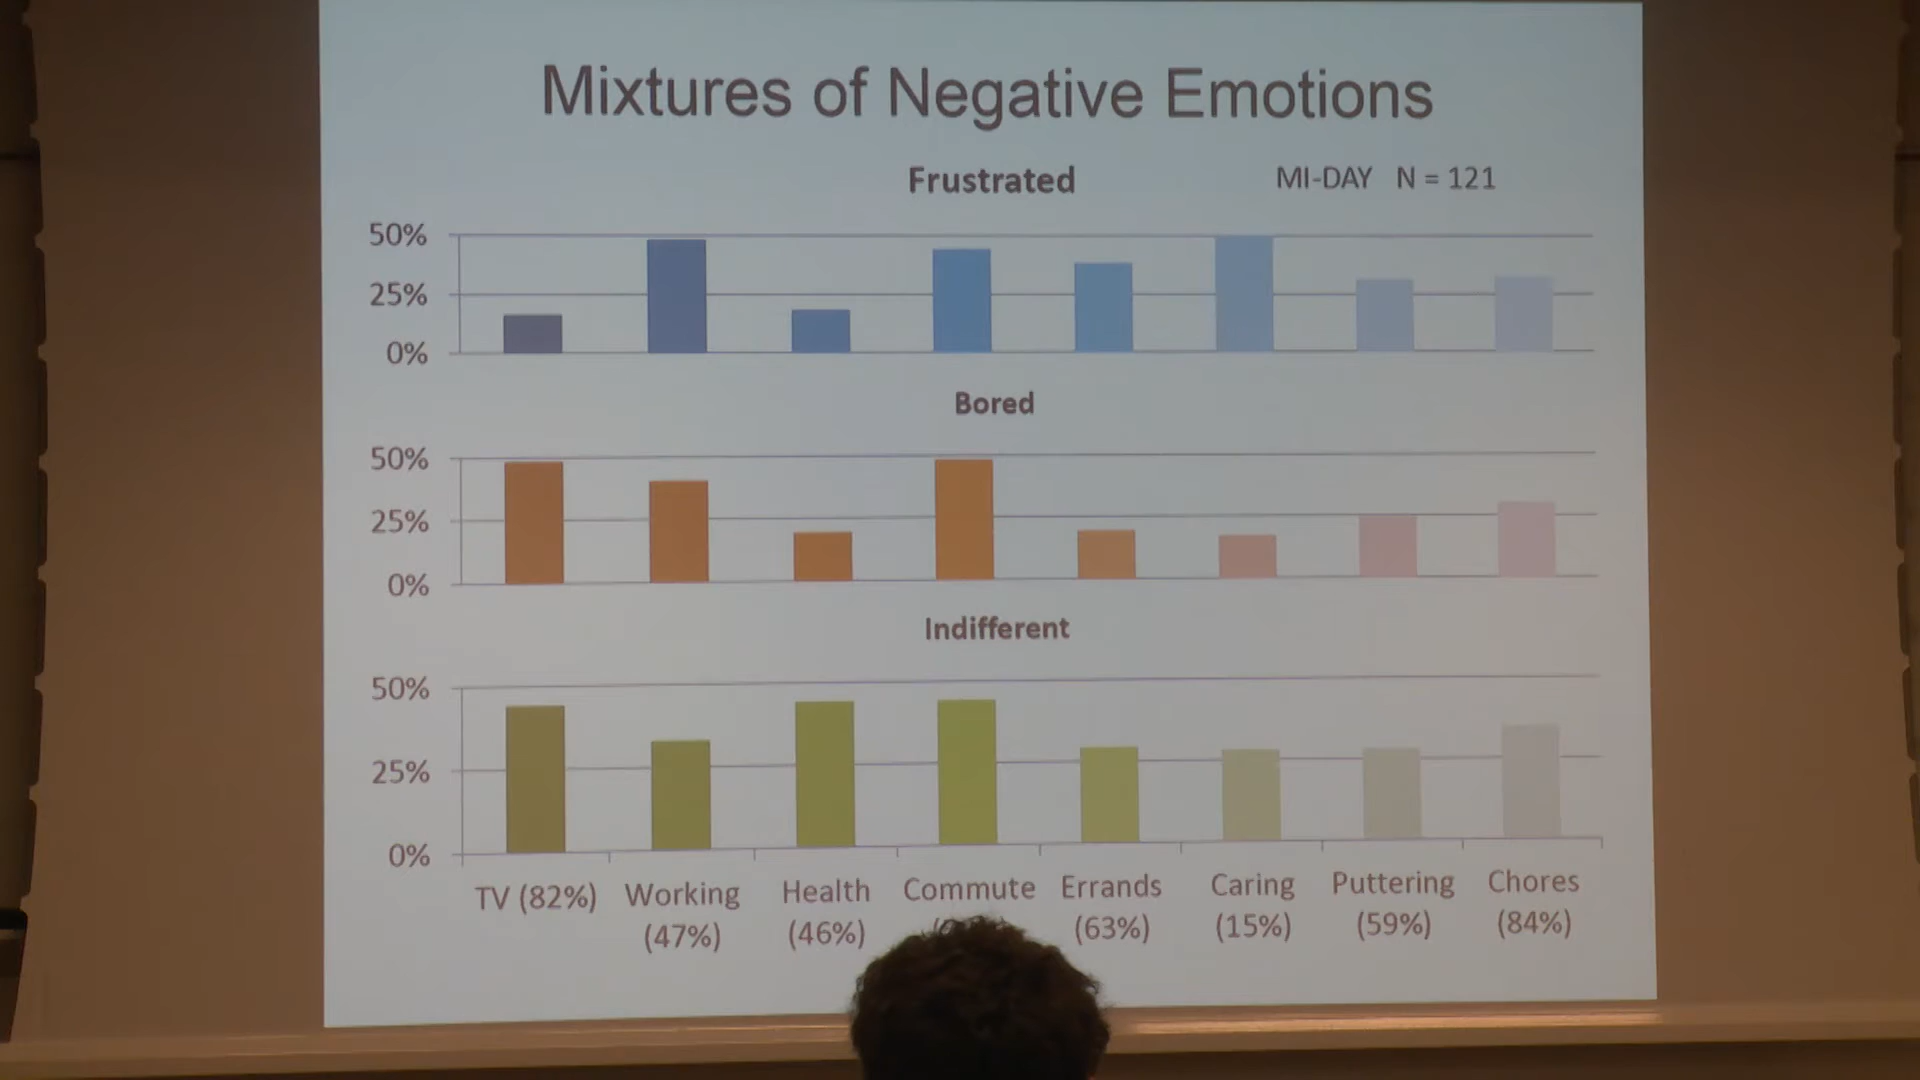 Mixtures of Negative Emotions
Frustrated
MI-DAY N = 121
50%
25%
0%
Bored
50%
25%
0%
Indifferent
50%
25%
0%
TV (82%) Working Health Commute Errands Caring Puttering Chores
(47%) (46%) (63%) (15%) (59%) (84%)